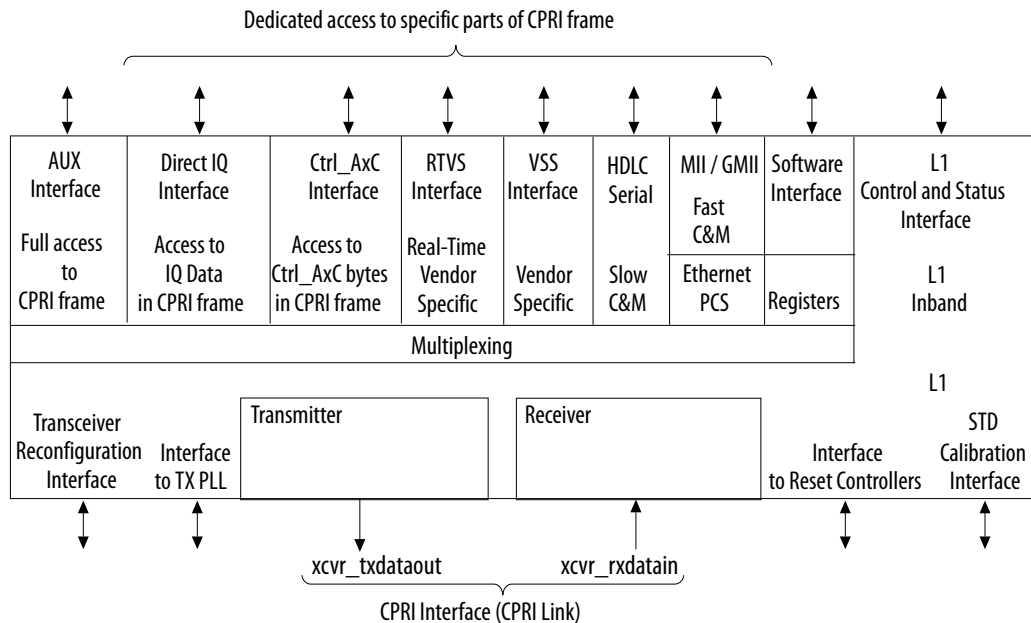 Dedicated access to specific parts of CPRI frame
AUX
Interface
Full access
to
CPRI frame
Direct IQ
Interface
Access to
IQ Data
in CPRI frame
Ctrl_AxC
Interface
Access to
Ctrl_AxC bytes
in CPRI frame
RTVS
Interface
Real-Time
Vendor
Specific
VSS
Interface
Vendor
Specific
HDLC
Serial
Slow
C&M
MII / GMII
Fast
C&M
Ethernet
PCS
Software
Interface
Registers
L1
Control and Status
Interface
L1
Inband
Multiplexing
L1
Transceiver
Reconfiguration
Interface
Interface
to TX PLL
Transmitter
Receiver
Interface
to Reset Controllers
STD
Calibration
Interface
xcvr_txdataout
xcvr_rxdatain
CPRI Interface (CPRI Link)